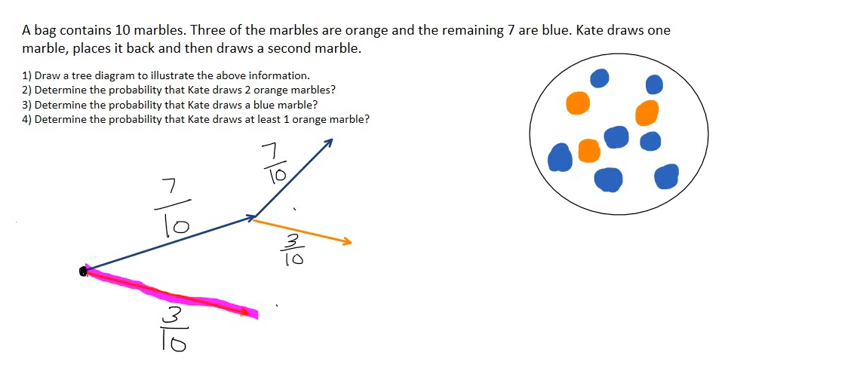 A bag contains 10 marbles. Three of the marbles are orange and the remaining 7 are blue. Kate draws one
marble, places it back and then draws a second marble.
1) Draw a tree diagram to illustrate the above information.
2) Determine the probability that Kate draws 2 orange marbles?
3) Determine the probability that Kate draws a blue marble?
4) Determine the probability that Kate draws at least 1 orange marble?
7/10
7/10
3/10
3/10